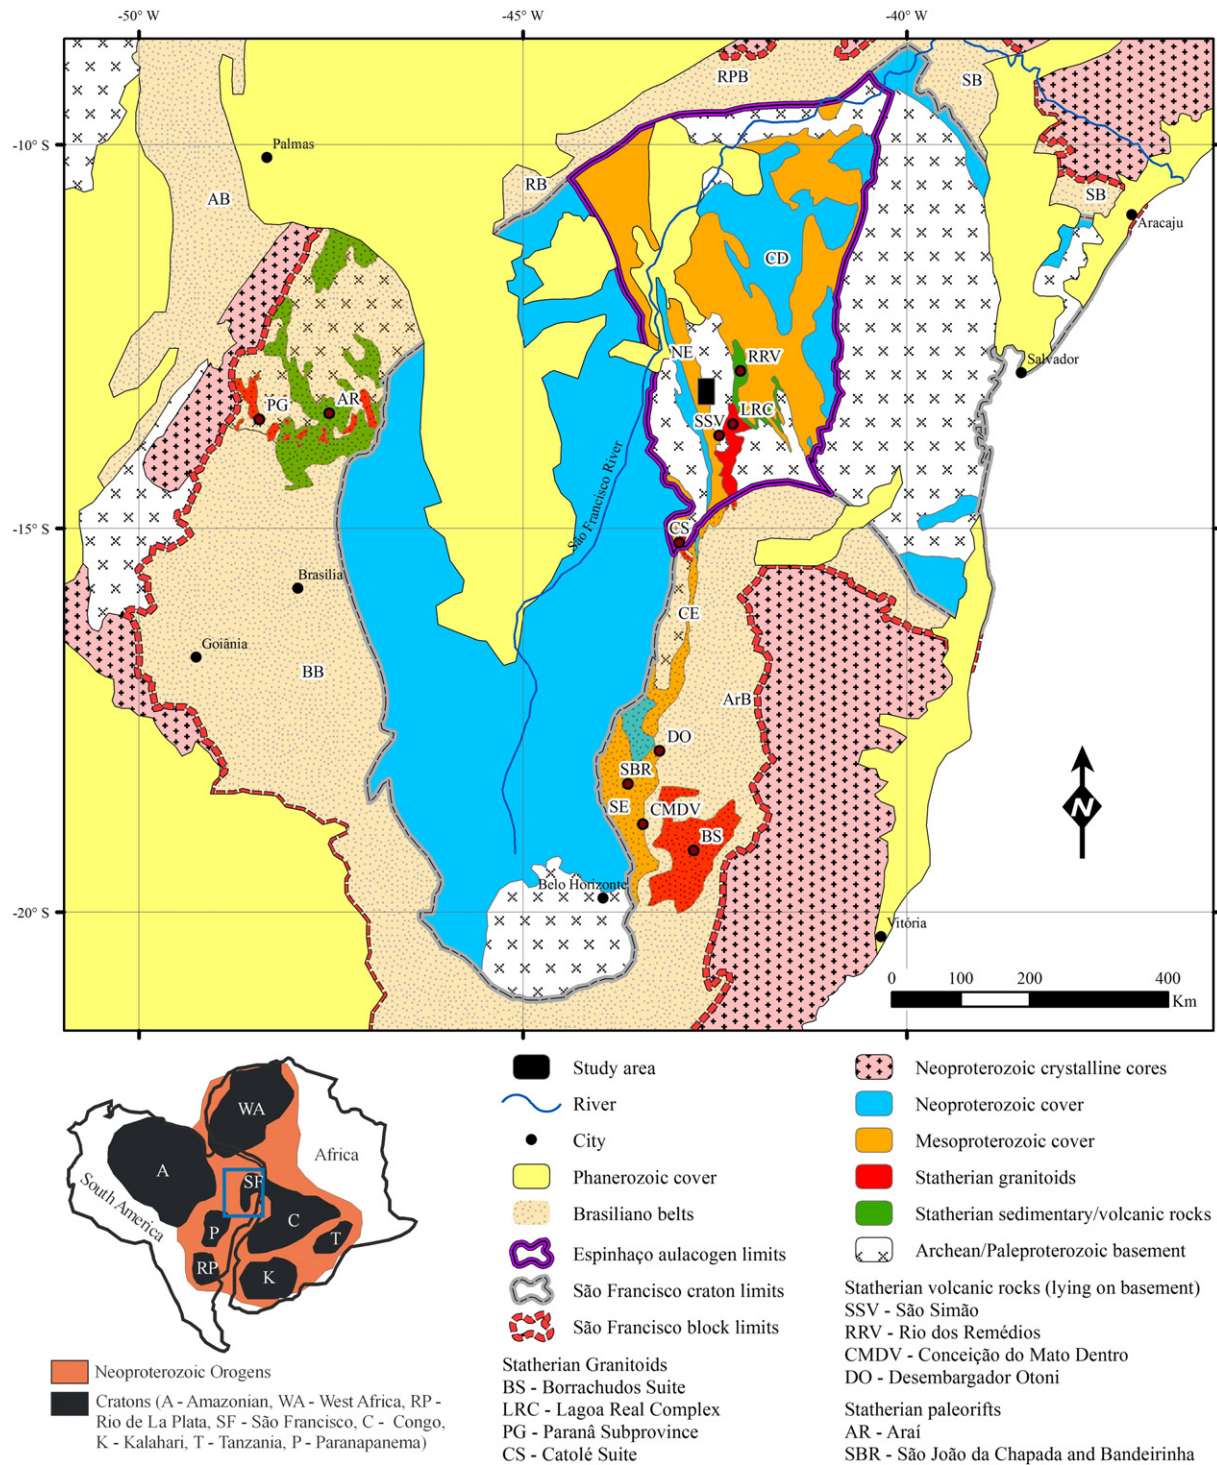 -50° W
-45° W
-40° W
-10° S
-15° S
-20° S
RPB
SB
Palmas
RB
AB
SB
Aracaju
CD
NE
RRV
Salvador
PG
AR
LRC
SSV
São Francisco River
CS
Brasília
CE
Goiânia
BB
ArB
DO
SBR
SE
CMDV
BS
N
Belo Horizonte
Vitória
0 100 200 400
Km
WA
A
Africa
South America
SF
P
C
T
RP
K
Neoproterozoic Orogens
Cratons (A - Amazonian, WA - West Africa, RP -
Rio de La Plata, SF - São Francisco, C - Congo,
K - Kalahari, T - Tanzania, P - Paranapanema)
Study area
River
City
Phanerozoic cover
Brasiliano belts
Espinhaço aulacogen limits
São Francisco craton limits
São Francisco block limits
Statherian Granitoids
BS - Borrachudos Suite
LRC - Lagoa Real Complex
PG - Paranã Subprovince
CS - Catolé Suite
Neoproterozoic crystalline cores
Neoproterozoic cover
Mesoproterozoic cover
Statherian granitoids
Statherian sedimentary/volcanic rocks
Archean/Paleproterozoic basement
Statherian volcanic rocks (lying on basement)
SSV - São Simão
RRV - Rio dos Remédios
CMDV - Conceição do Mato Dentro
DO - Desembargador Otoni
Statherian paleorifts
AR - Araí
SBR - São João da Chapada and Bandeirinha